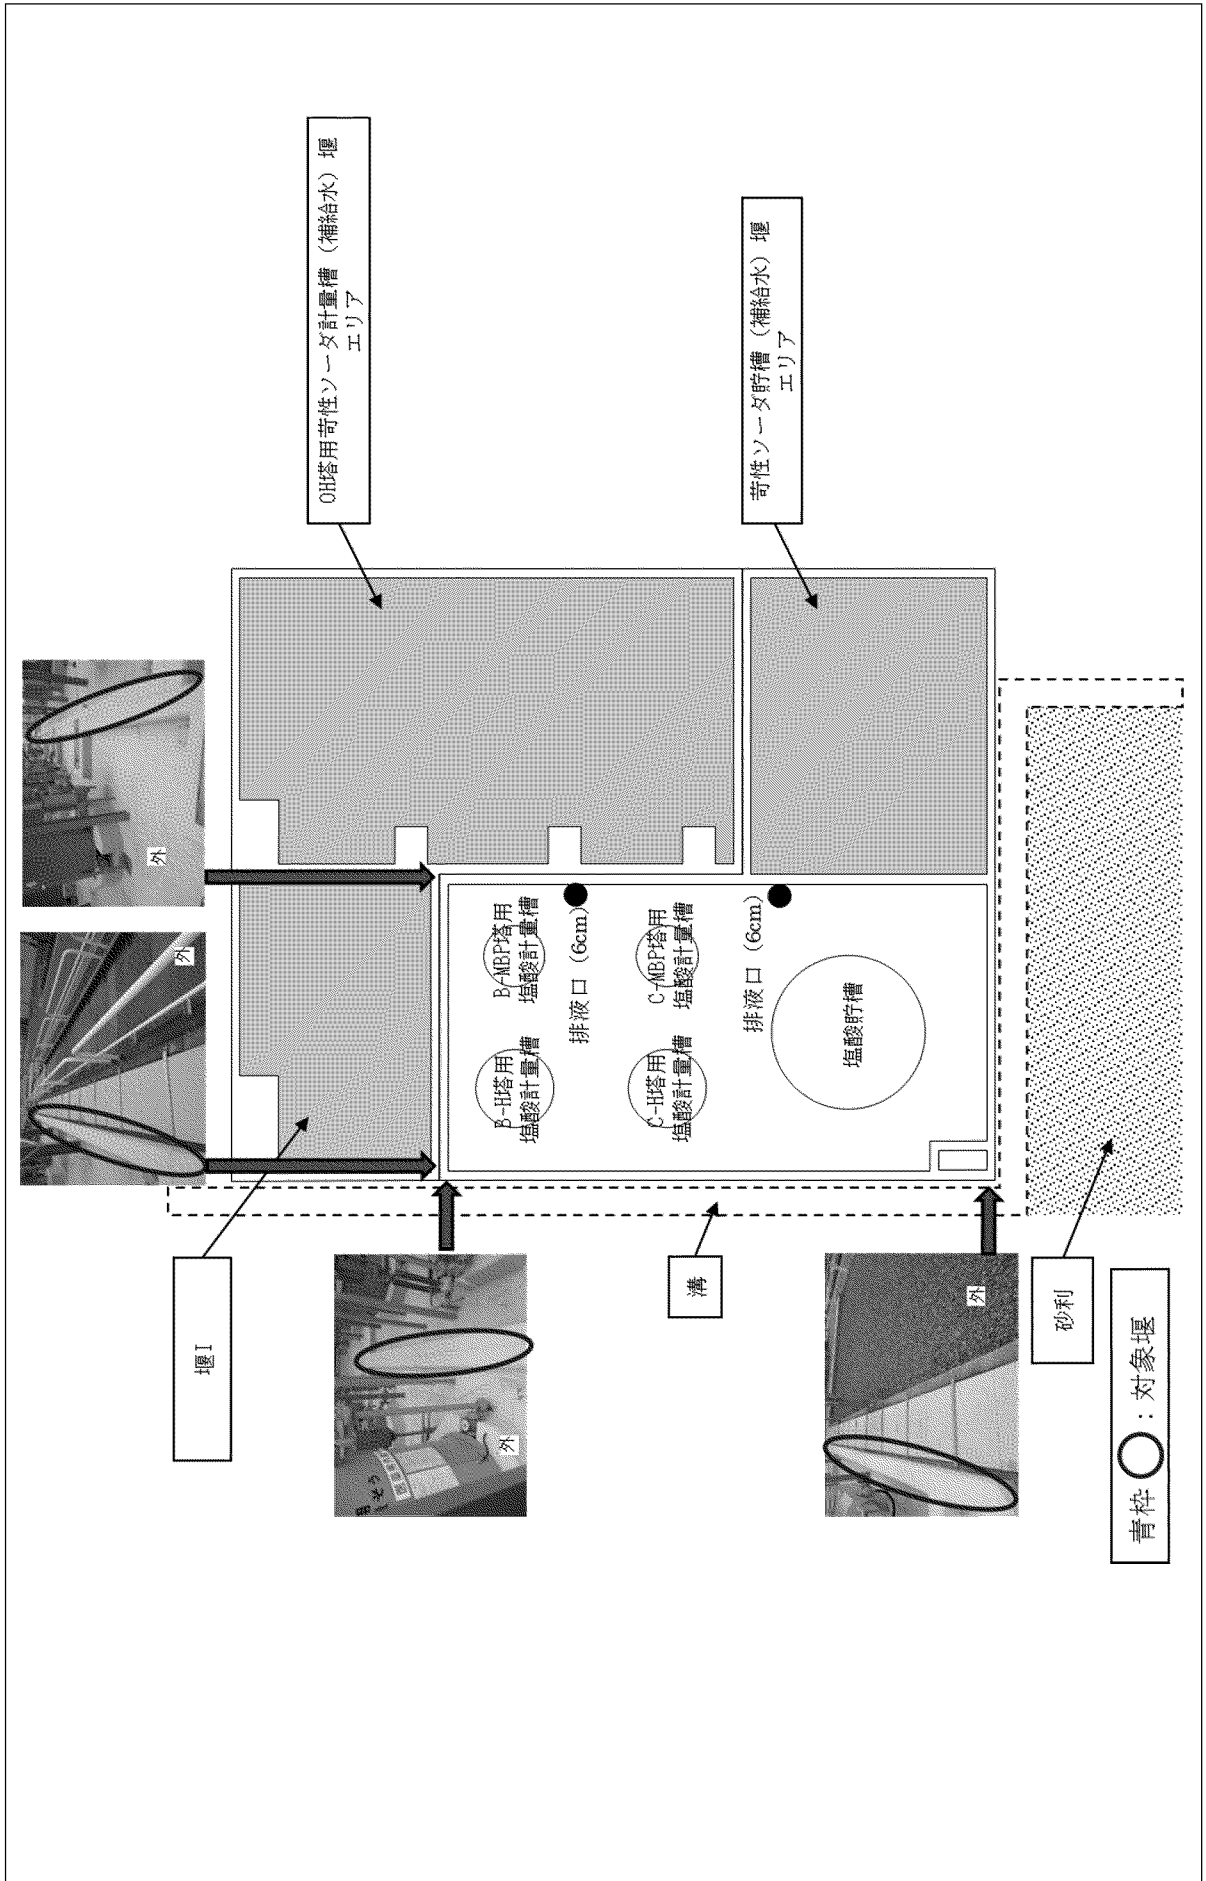 外
外
堰I
OH塔用苛性ソーダ計量槽（補給水）堰
エリア
外
B-H塔用
塩酸計量槽
B-MBP塔用
塩酸計量槽
排液口（6cm）
C-H塔用
塩酸計量槽
C-MBP塔用
塩酸計量槽
溝
排液口（6cm）
苛性ソーダ貯槽（補給水）堰
エリア
塩酸貯槽
外
砂利
青枠 ○：対象堰